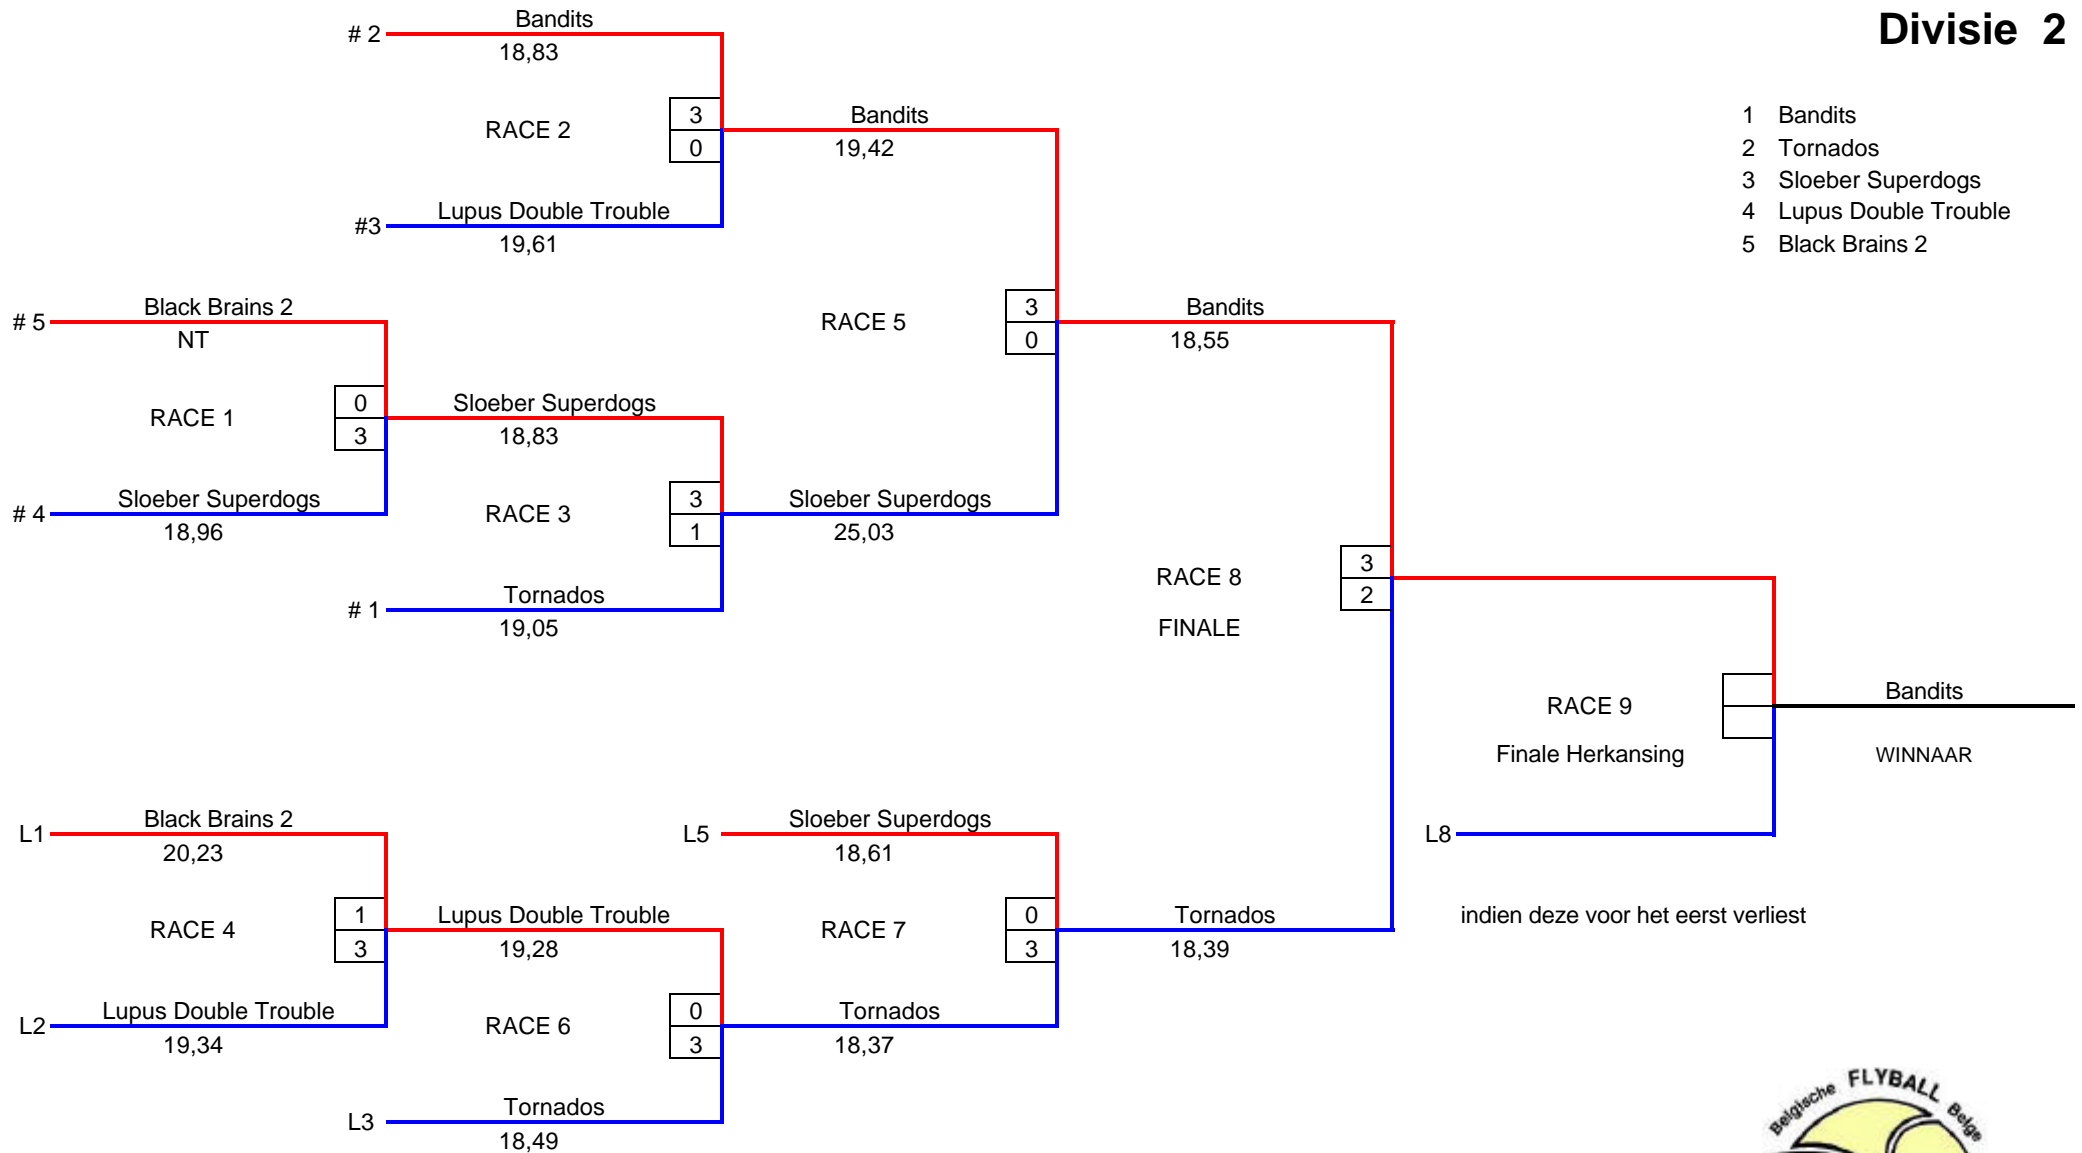 Divisie 2
1 Bandits
2 Tornados
3 Sloeber Superdogs
4 Lupus Double Trouble
5 Black Brains 2
# 2
Bandits
18,83
RACE 2
3
0
#3
Lupus Double Trouble
19,61
Bandits
19,42
# 5
Black Brains 2
NT
RACE 1
0
3
# 4
Sloeber Superdogs
18,96
Sloeber Superdogs
18,83
RACE 3
3
1
# 1
Tornados
19,05
Sloeber Superdogs
25,03
RACE 5
3
0
Bandits
18,55
RACE 8
FINALE
3
2
RACE 9
Finale Herkansing
Bandits
WINNAAR
L8
indien deze voor het eerst verliest
L1
Black Brains 2
20,23
RACE 4
1
3
L2
Lupus Double Trouble
19,34
Lupus Double Trouble
19,28
RACE 6
0
3
L3
Tornados
18,49
L5
Sloeber Superdogs
18,61
RACE 7
0
3
Tornados
18,37
Tornados
18,39
Belgische FLYBALL Belge